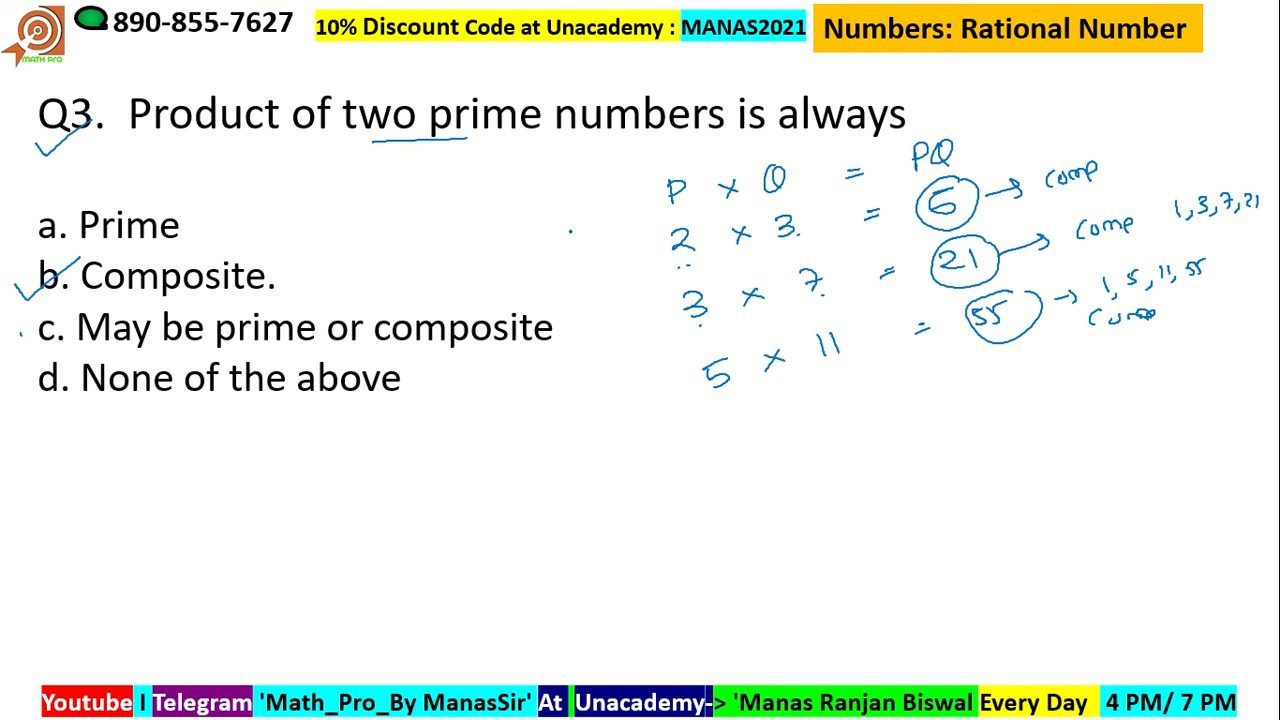 MATH PRO
890-855-7627
10% Discount Code at Unacademy : MANAS2021
Numbers: Rational Number
Q3. Product of two prime numbers is always
a. Prime
b. Composite.
c. May be prime or composite
d. None of the above
P × Q = PQ
2 × 3 = 6 → comp
3 × 7 = 21 → comp 1, 3, 7, 21
5 × 11 = 55 → 1, 5, 11, 55
Comp
Youtube I Telegram 'Math_Pro_By ManasSir' At Unacademy-> 'Manas Ranjan Biswal Every Day 4 PM/ 7 PM